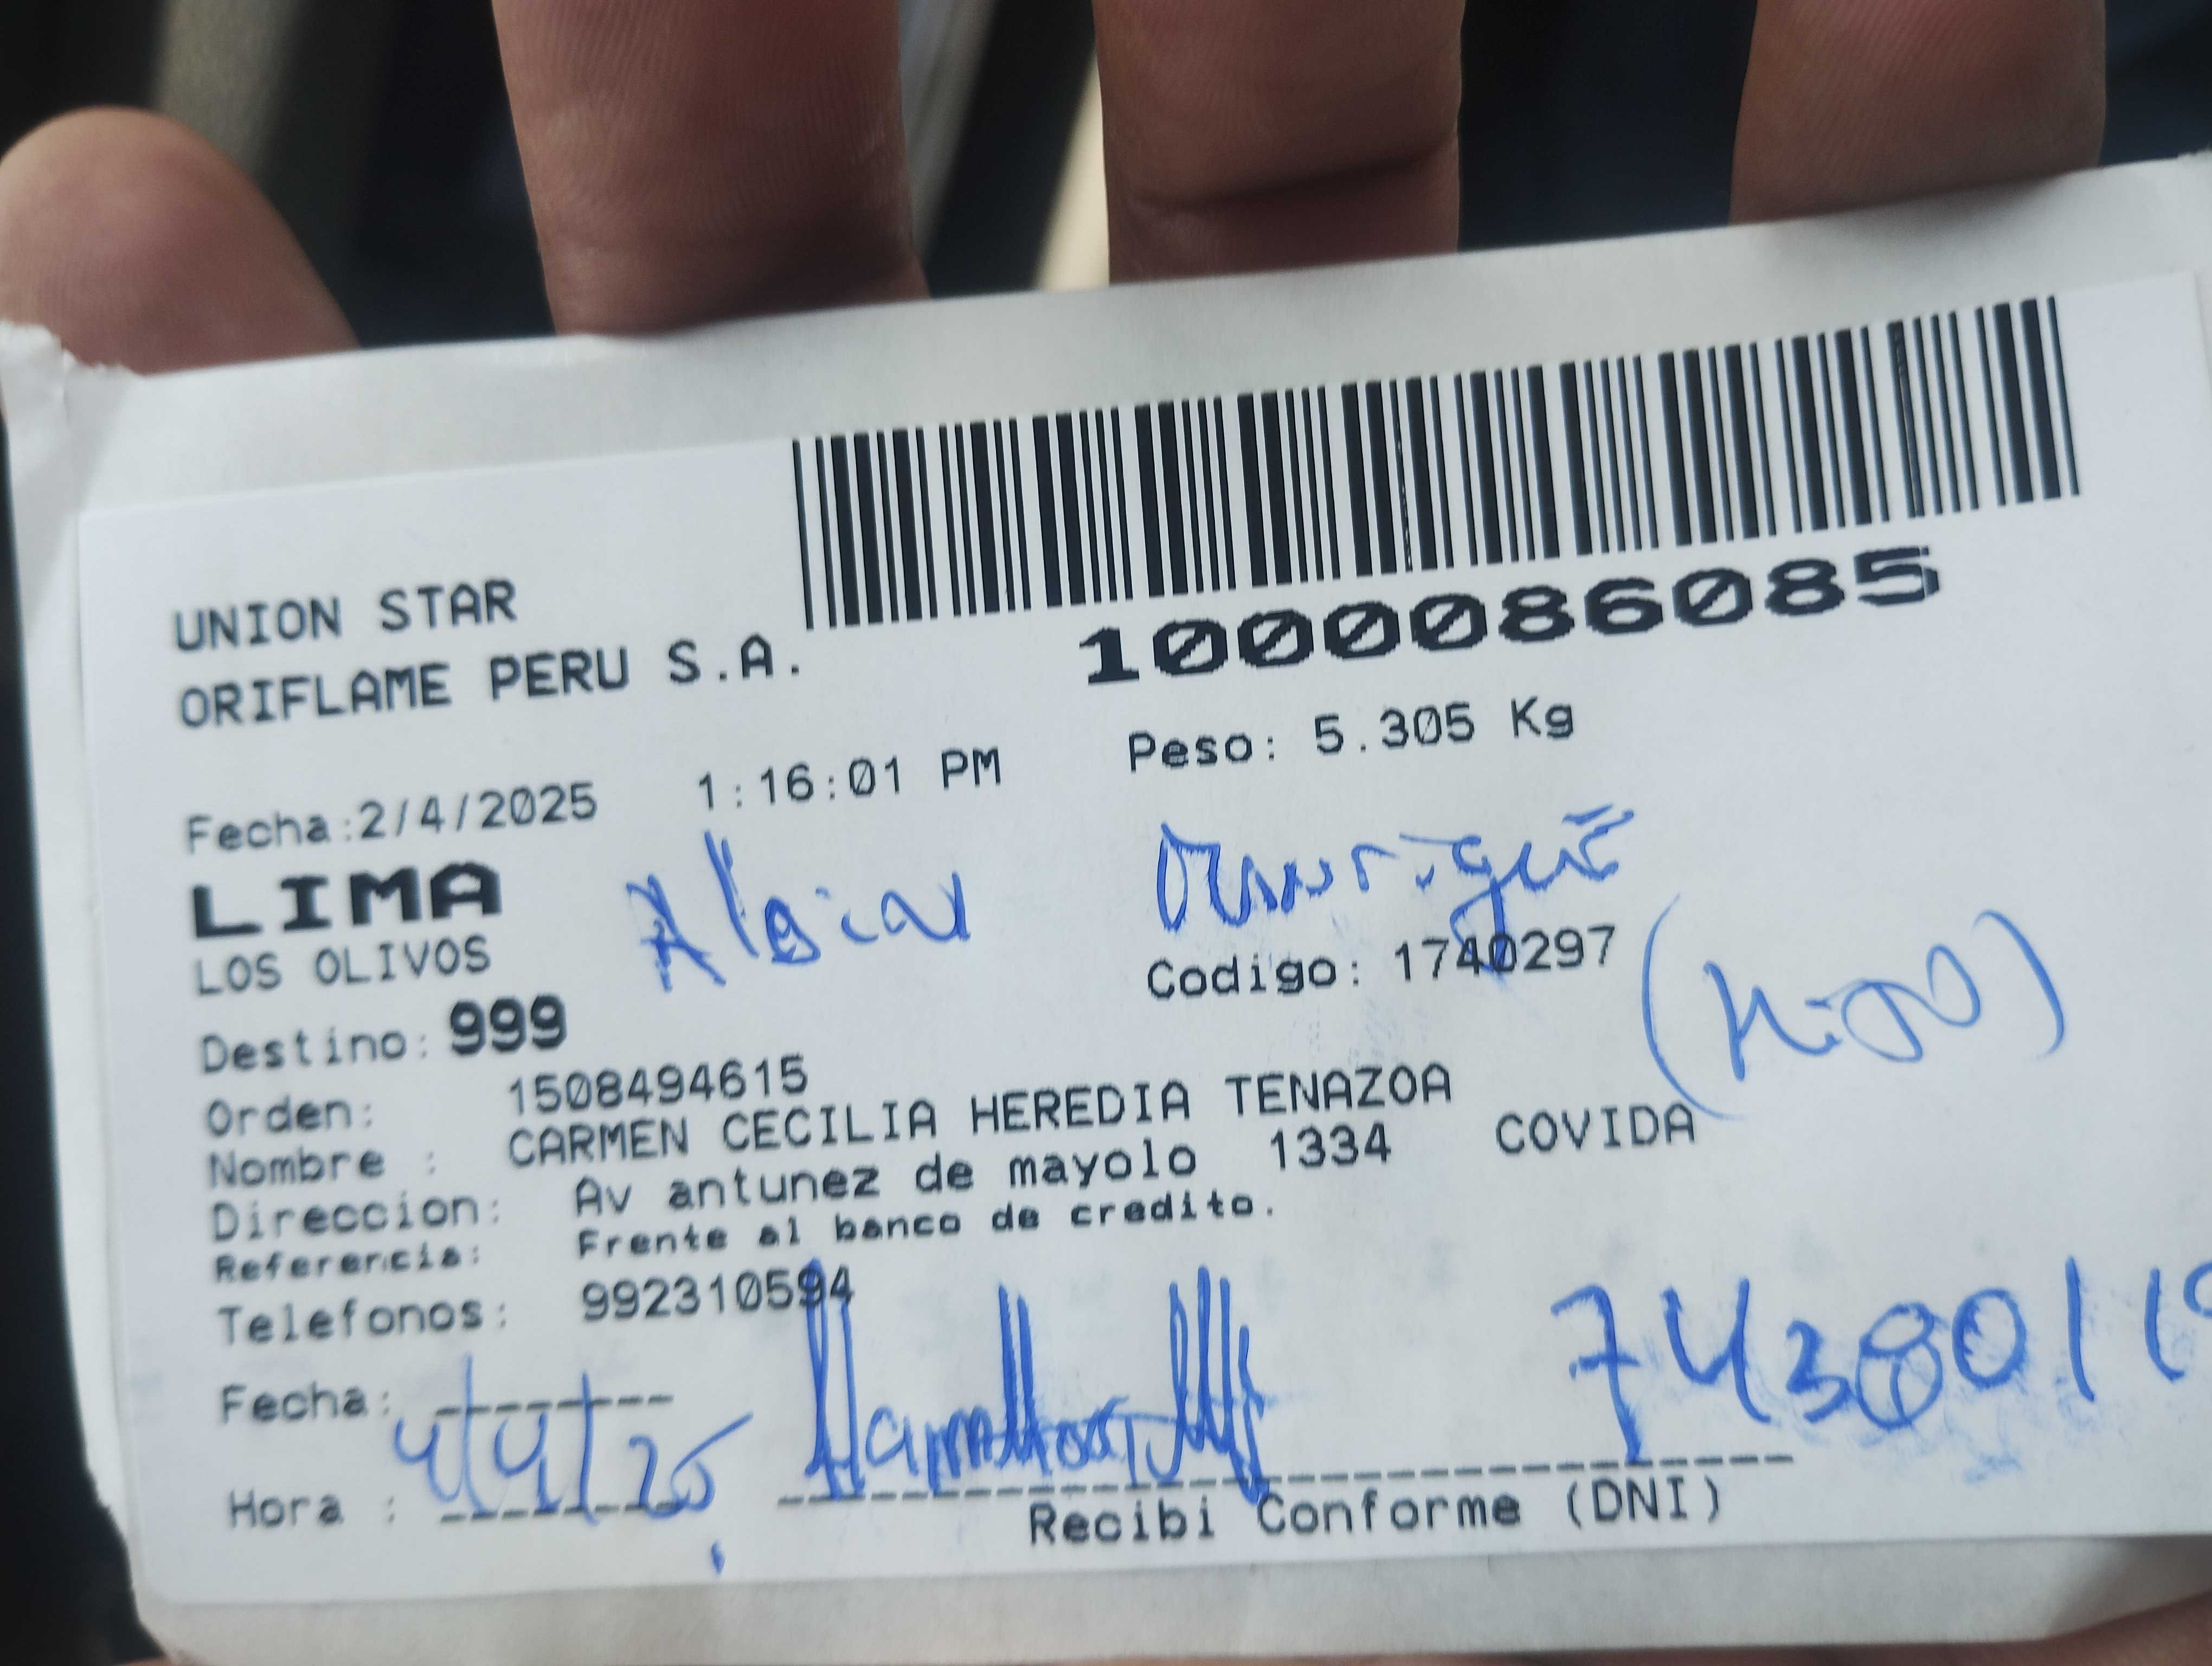 UNION STAR
ORIFLAME PERU S.A.
1000086085
Fecha:2/4/2025 1:16:01 PM Peso: 5.305 Kg
LIMA
LOS OLIVOS
Codigo: 1740297
Destino: 999
Orden: 1508494615
Nombre : CARMEN CECILIA HEREDIA TENAZOA
Direccion: Av antunez de mayolo 1334 COVIDA
Referencia: Frente al banco de credito.
Telefonos: 992310594
Fecha:
4/4/25
7438011
Hora :
Recibi Conforme (DNI)